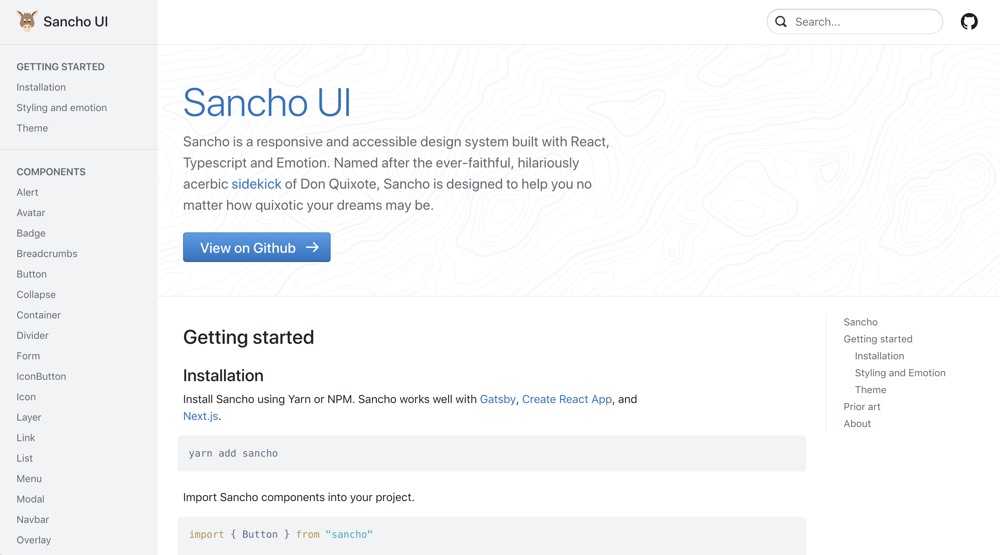 Sancho UI
Search...
GETTING STARTED
Installation
Styling and emotion
Theme
COMPONENTS
Alert
Avatar
Badge
Breadcrumbs
Button
Collapse
Container
Divider
Form
IconButton
Icon
Layer
Link
List
Menu
Modal
Navbar
Overlay
Sancho UI
Sancho is a responsive and accessible design system built with React,
Typescript and Emotion. Named after the ever-faithful, hilariously
acerbic sidekick of Don Quixote, Sancho is designed to help you no
matter how quixotic your dreams may be.
View on Github →
Getting started
Installation
Install Sancho using Yarn or NPM. Sancho works well with Gatsby, Create React App, and
Next.js.
yarn add sancho
Import Sancho components into your project.
import { Button } from "sancho"
Sancho
Getting started
Installation
Styling and Emotion
Theme
Prior art
About